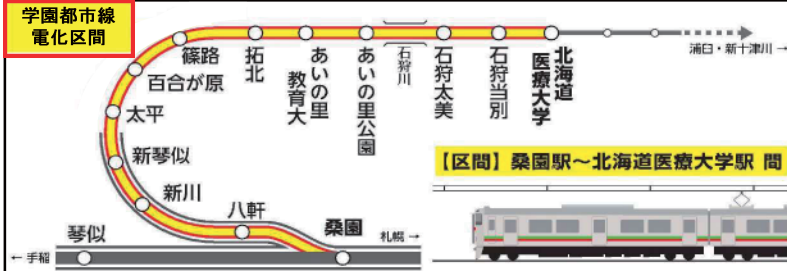 学園都市線
電化区間
篠路
拓北
あいの里
教育大
あいの里公園
石狩川
石狩太美
石狩当別
北海道
医療大学
浦臼・新十津川→
百合が原
太平
新琴似
新川
八軒
桑園
琴似
← 手稲
札幌 →
【区間】桑園駅~北海道医療大学駅 間